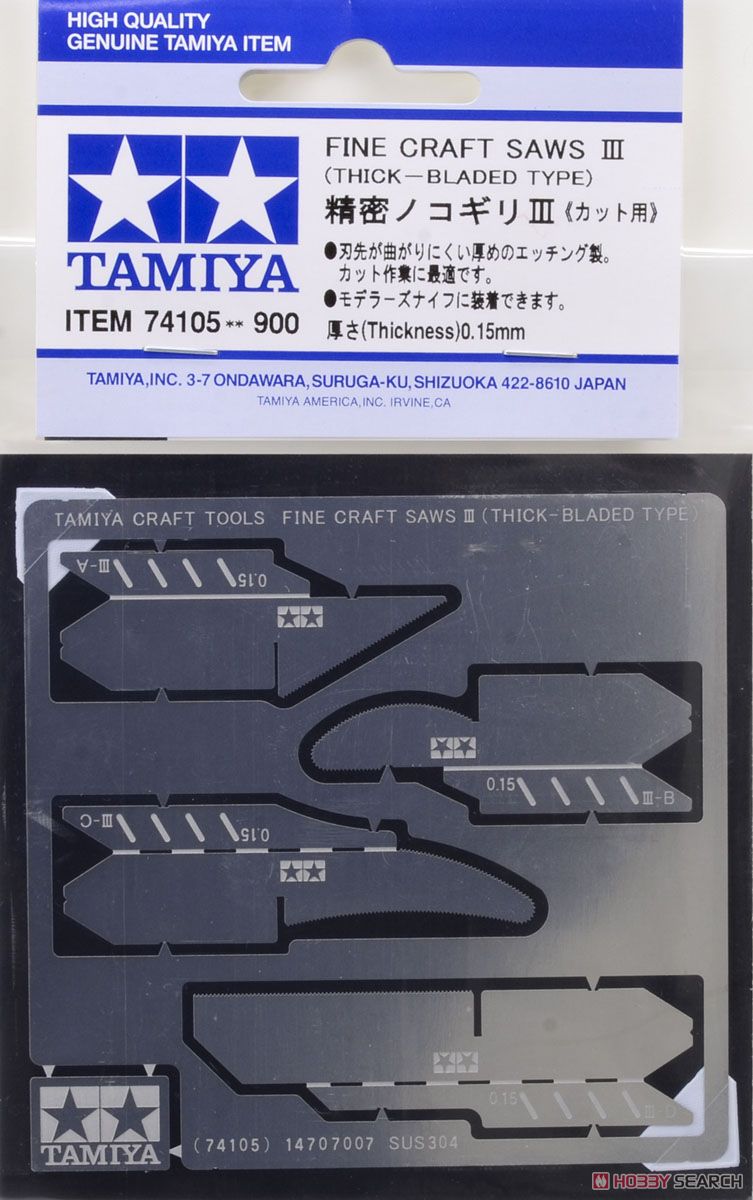 HIGH QUALITY
GENUINE TAMIYA ITEM
TAMIYA
ITEM 74105** 900
FINE CRAFT SAWS III
(THICK−BLADED TYPE)
精密ノコギリⅢ《カット用》
●刃先が曲がりにくい厚めのエッチング製。
カット作業に最適です。
●モデラーズナイフに装着できます。
厚さ(Thickness)0.15mm
TAMIYA,INC. 3-7 ONDAWARA,SURUGA-KU,SHIZUOKA 422-8610 JAPAN
TAMIYA AMERICA,INC. IRVINE,CA
TAMIYA CRAFT TOOLS FINE CRAFT SAWS III (THICK-BLADED TYPE)
III-A 0.15
0.15 III-B
III-C 0.15
0.15 III-D
TAMIYA
(74105) 14707007 SUS304
HOBBY SEARCH